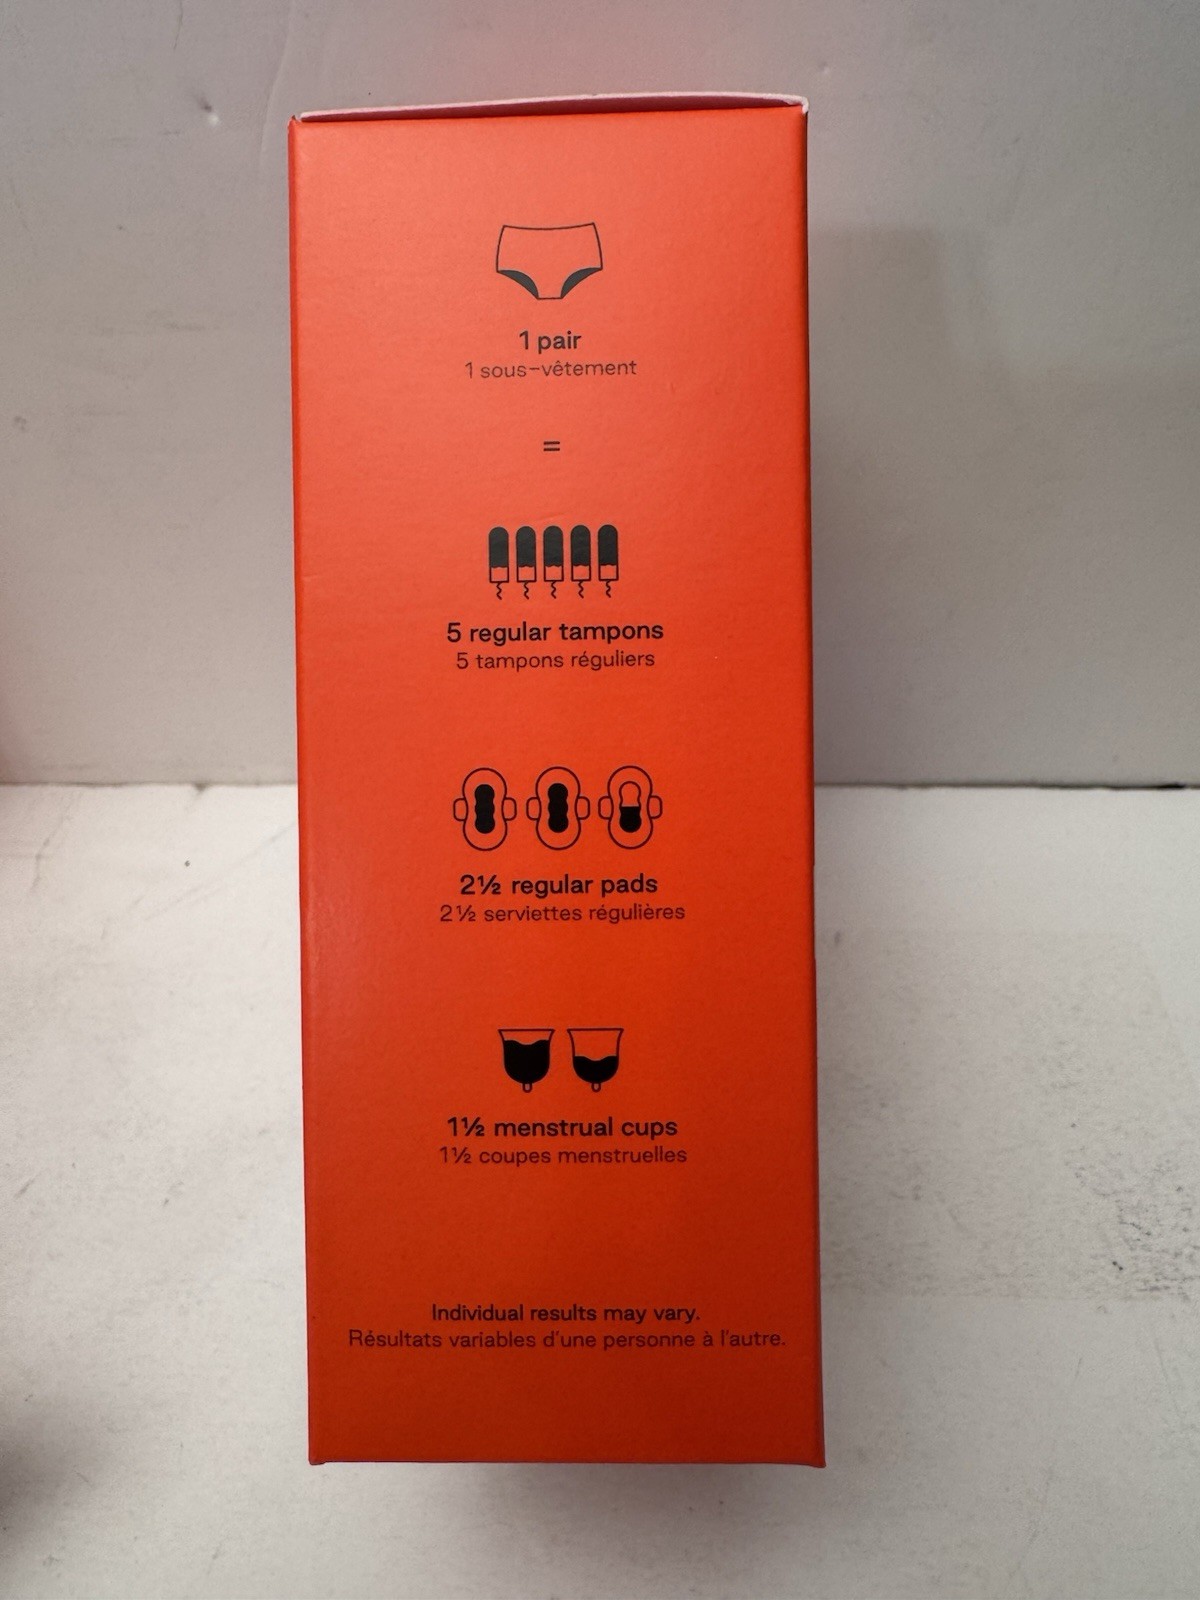 1 pair
1 sous-vêtement
=
5 regular tampons
5 tampons réguliers
2½ regular pads
2½ serviettes régulières
1½ menstrual cups
1½ coupes menstruelles
Individual results may vary.
Résultats variables d'une personne à l'autre.